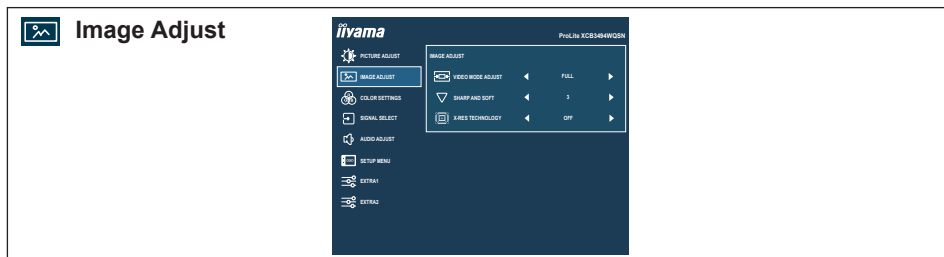 Image Adjust
iiyama
ProLite XCB3494WQSN
PICTURE ADJUST
IMAGE ADJUST
COLOR SETTINGS
SIGNAL SELECT
AUDIO ADJUST
SETUP MENU
EXTRA1
EXTRA2
IMAGE ADJUST
VIDEO MODE ADJUST FULL
SHARP AND SOFT 3
X-RES TECHNOLOGY OFF